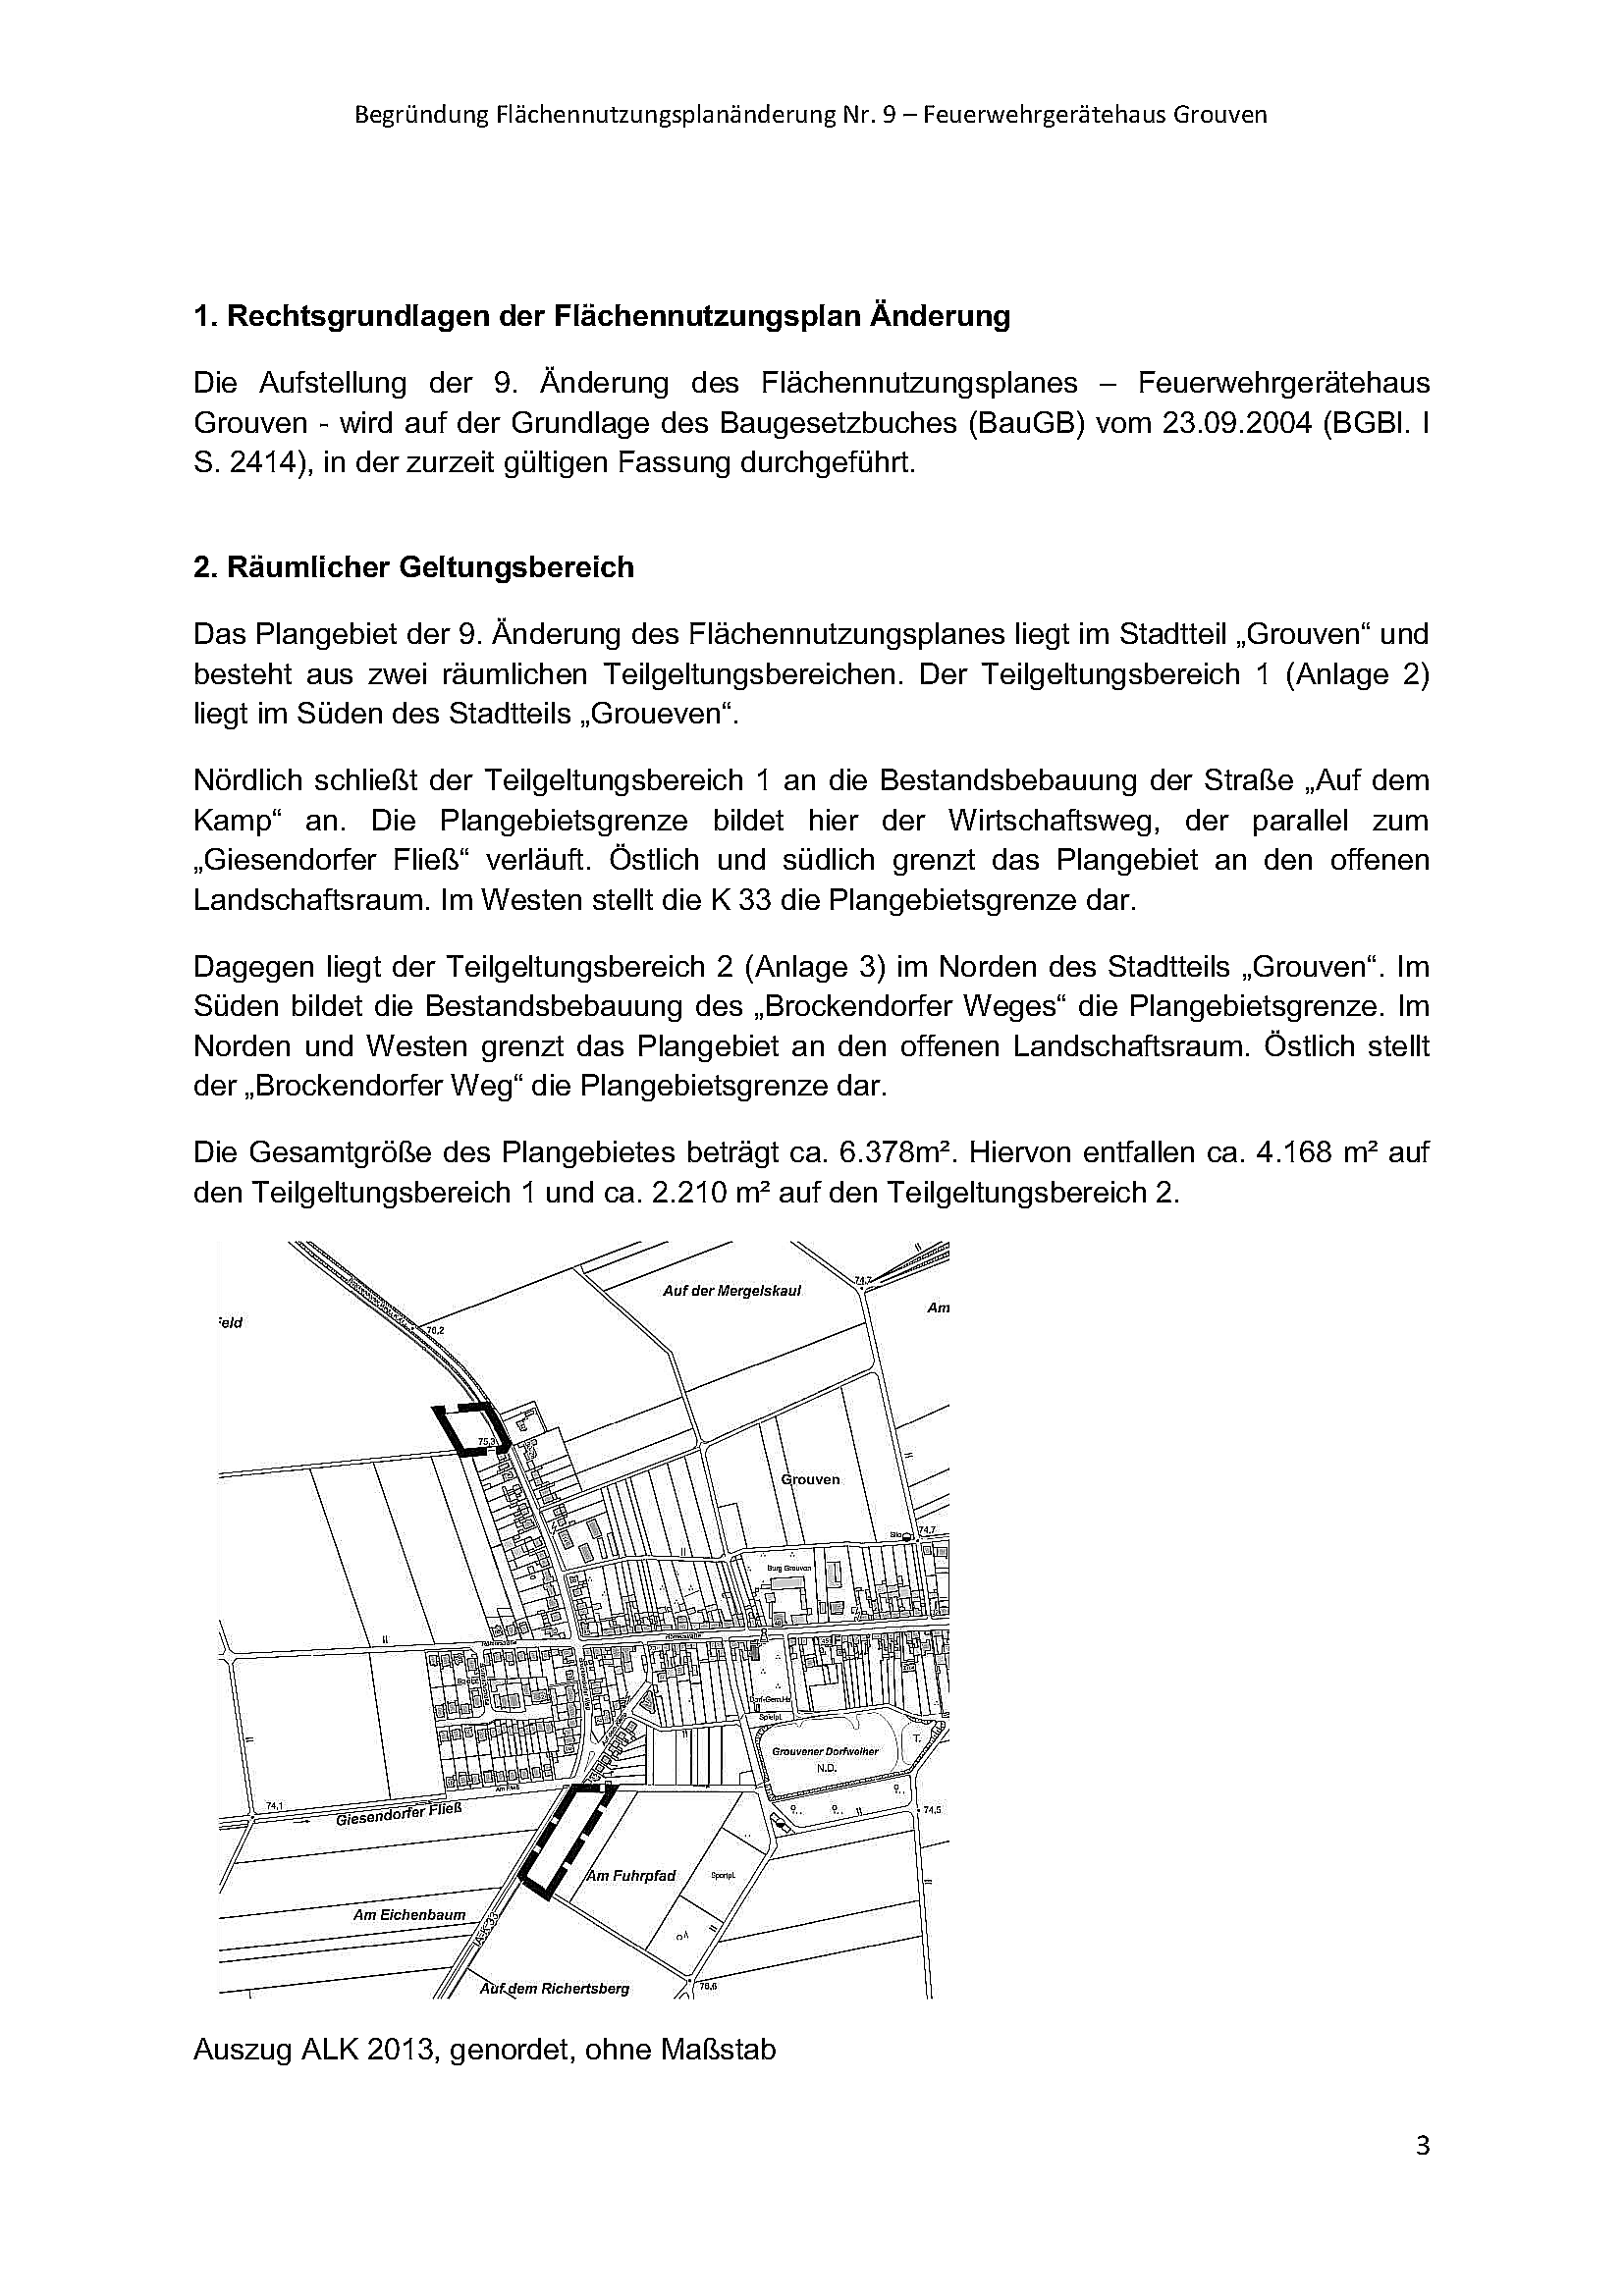 Begründung Flächennutzungsplanänderung Nr. 9 – Feuerwehrgerätehaus Grouven
1. Rechtsgrundlagen der Flächennutzungsplan Änderung
Die Aufstellung der 9. Änderung des Flächennutzungsplanes – Feuerwehrgerätehaus
Grouven - wird auf der Grundlage des Baugesetzbuches (BauGB) vom 23.09.2004 (BGBl. I
S. 2414), in der zurzeit gültigen Fassung durchgeführt.
2. Räumlicher Geltungsbereich
Das Plangebiet der 9. Änderung des Flächennutzungsplanes liegt im Stadtteil „Grouven“ und
besteht aus zwei räumlichen Teilgeltungsbereichen. Der Teilgeltungsbereich 1 (Anlage 2)
liegt im Süden des Stadtteils „Groueven“.
Nördlich schließt der Teilgeltungsbereich 1 an die Bestandsbebauung der Straße „Auf dem
Kamp“ an. Die Plangebietsgrenze bildet hier der Wirtschaftsweg, der parallel zum
„Giesendorfer Fließ“ verläuft. Östlich und südlich grenzt das Plangebiet an den offenen
Landschaftsraum. Im Westen stellt die K 33 die Plangebietsgrenze dar.
Dagegen liegt der Teilgeltungsbereich 2 (Anlage 3) im Norden des Stadtteils „Grouven“. Im
Süden bildet die Bestandsbebauung des „Brockendorfer Weges“ die Plangebietsgrenze. Im
Norden und Westen grenzt das Plangebiet an den offenen Landschaftsraum. Östlich stellt
der „Brockendorfer Weg“ die Plangebietsgrenze dar.
Die Gesamtgröße des Plangebietes beträgt ca. 6.378m². Hiervon entfallen ca. 4.168 m² auf
den Teilgeltungsbereich 1 und ca. 2.210 m² auf den Teilgeltungsbereich 2.
74,7
Auf der Mergelskaul
Am
feld
70,2
75,3
Grouven
74,7
Burg Grouven
Dorf-Gem.Hs.
Spielpl.
Grouvener Dorfweiher
T.
N.D.
Am Fließ
74,1
Giesendorfer Fließ
74,5
Am Fuhrpfad
Sportpl.
Am Eichenbaum
K 33
Auf dem Richertsberg
76,6
Auszug ALK 2013, genordet, ohne Maßstab
3